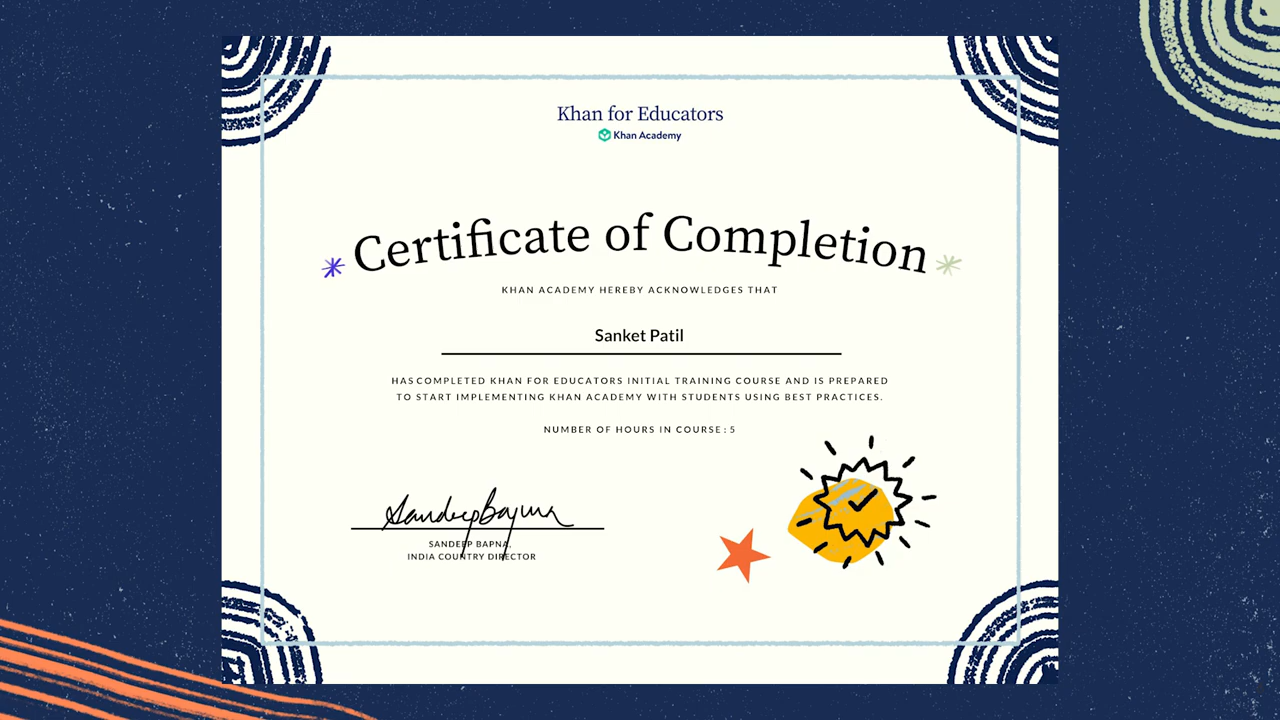 Khan for Educators
Khan Academy
Certificate of Completion
KHAN ACADEMY HEREBY ACKNOWLEDGES THAT
Sanket Patil
HAS COMPLETED KHAN FOR EDUCATORS INITIAL TRAINING COURSE AND IS PREPARED
TO START IMPLEMENTING KHAN ACADEMY WITH STUDENTS USING BEST PRACTICES.
NUMBER OF HOURS IN COURSE: 5
Sandeep Bapna
SANDEEP BAPNA,
INDIA COUNTRY DIRECTOR